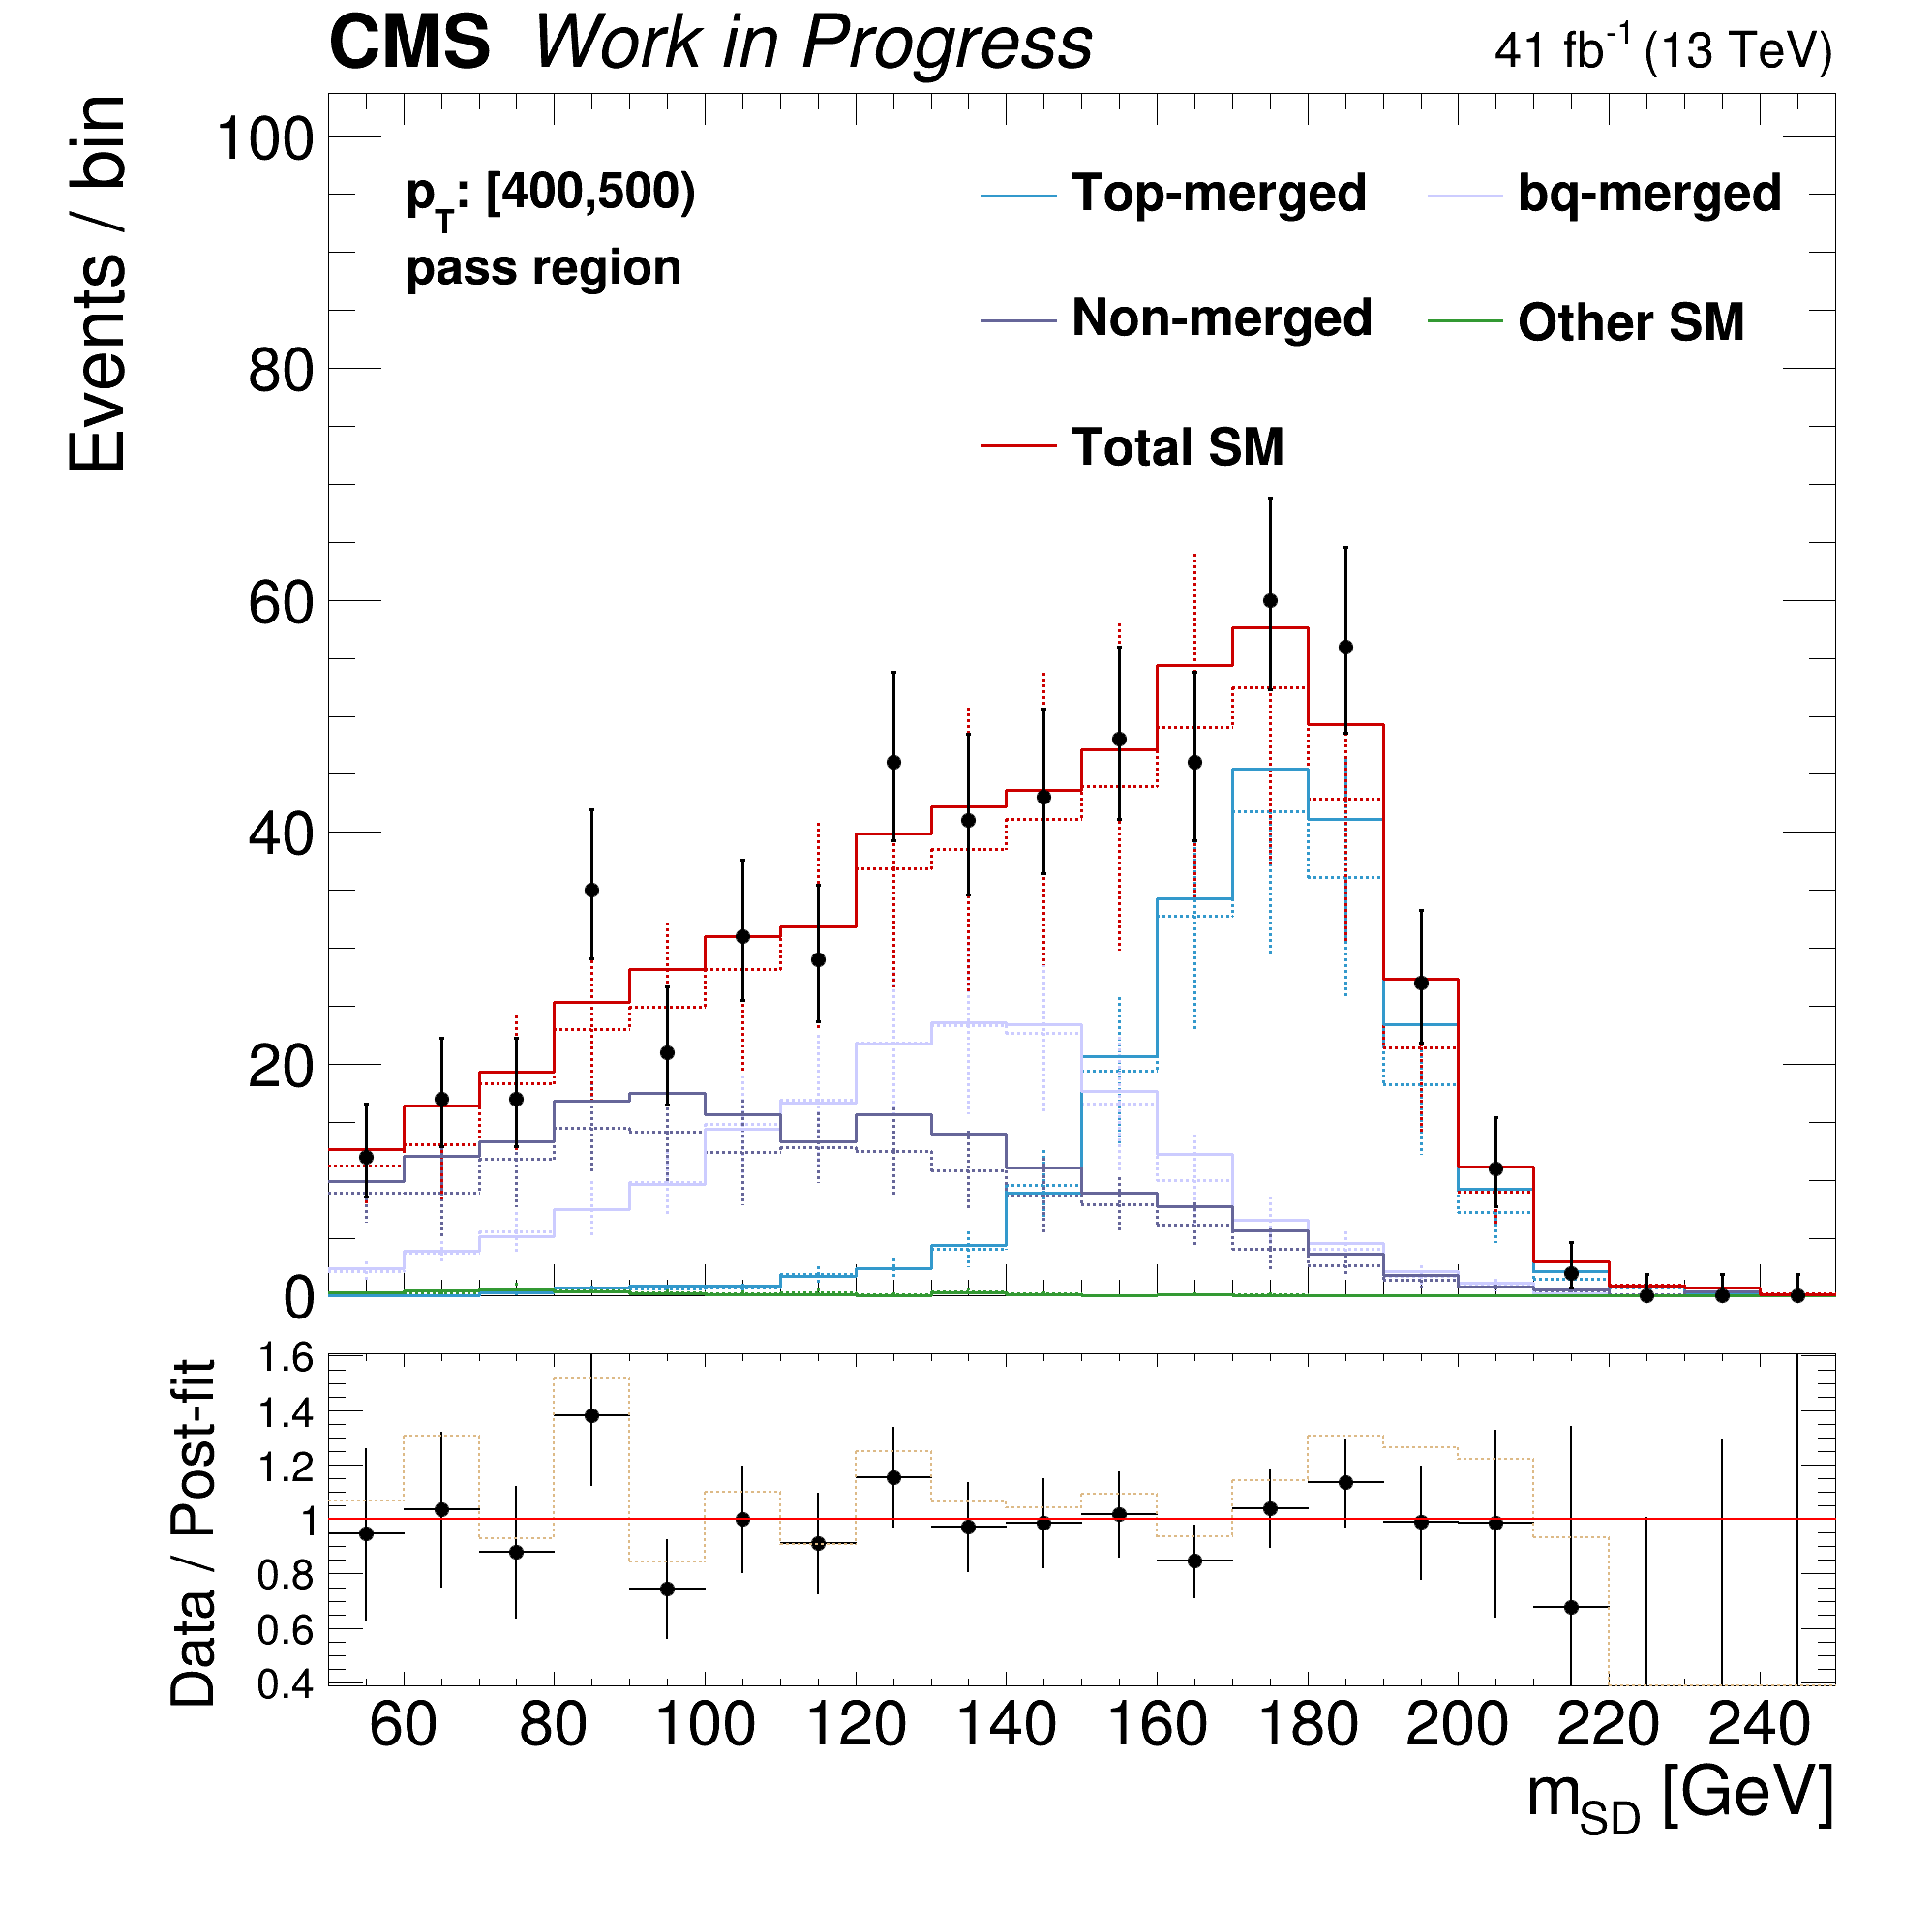 CMS Work in Progress 41 fb-1 (13 TeV)
Events / bin
100
80
60
40
20
0
pT: [400,500)
pass region
Top-merged bq-merged
Non-merged Other SM
Total SM
Data / Post-fit
1.6
1.4
1.2
1
0.8
0.6
0.4
60 80 100 120 140 160 180 200 220 240
mSD [GeV]